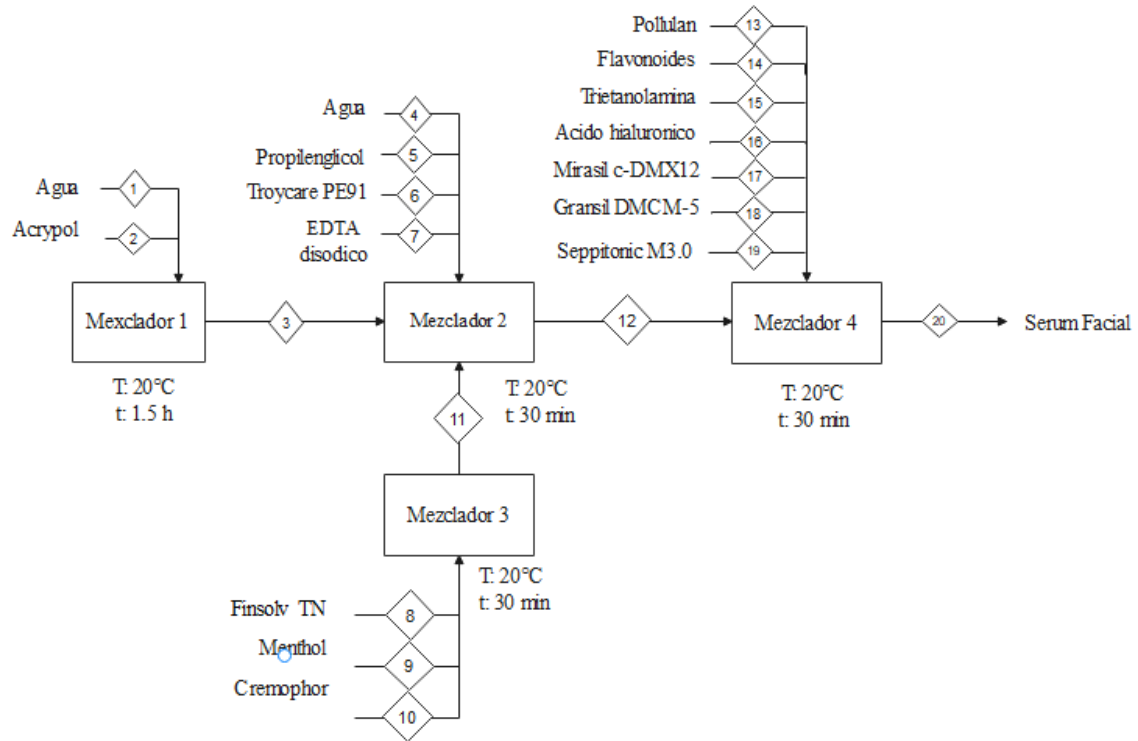 Pollulan
13
Flavonoides
14
Trietanolamina
15
Acido hialuronico
16
Mirasil c-DMX12
17
Gransil DMCM-5
18
Seppitonic M3.0
19
Agua
4
Propilenglicol
5
Troycare PE91
6
EDTA
disodico
7
Agua
1
Acrypol
2
Mexclador 1
3
Mezclador 2
12
Mezclador 4
20
Serum Facial
T: 20°C
t: 1.5 h
T: 20°C
t: 30 min
T: 20°C
t: 30 min
11
Mezclador 3
T: 20°C
t: 30 min
Finsolv TN
8
Menthol
9
Cremophor
10